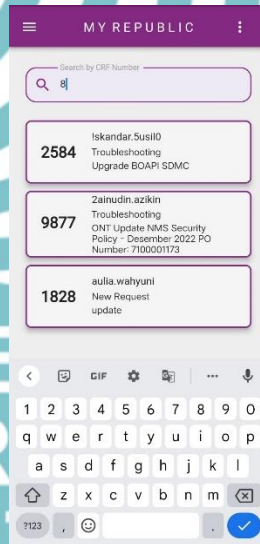 MY REPUBLIC
Search by CRF Number
8
2584
!skandar.5usil0
Troubleshooting
Upgrade BOAPI SDMC
9877
2ainudin.azikin
Troubleshooting
ONT Update NMS Security
Policy - Desember 2022 PO
Number: 7100001173
1828
aulia.wahyuni
New Request
update
GIF
1 2 3 4 5 6 7 8 9 0
q w e r t y u i o p
a s d f g h j k l
z x c v b n m
?123 , .